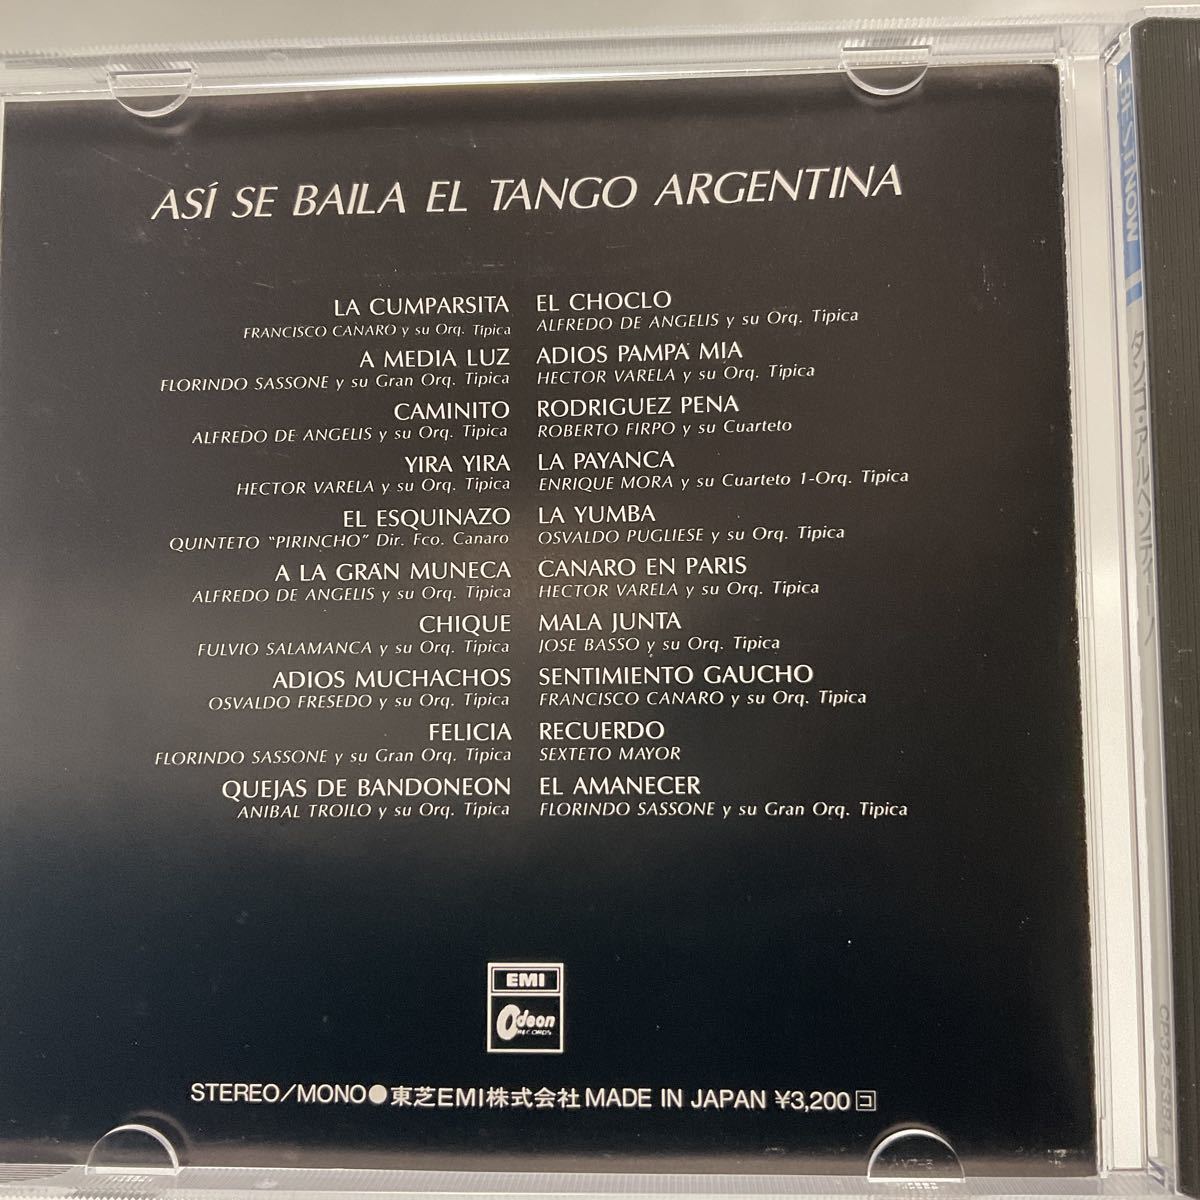 ASÍ SE BAILA EL TANGO ARGENTINA
LA CUMPARSITA
FRANCISCO CANARO y su Orq. Tipica
A MEDIA LUZ
FLORINDO SASSONE y su Gran Orq. Tipica
CAMINITO
ALFREDO DE ANGELIS y su Orq. Tipica
YIRA YIRA
HECTOR VARELA y su Orq. Tipica
EL ESQUINAZO
QUINTETO "PIRINCHO" Dir. Fco. Canaro
A LA GRAN MUNECA
ALFREDO DE ANGELIS y su Orq. Tipica
CHIQUE
FULVIO SALAMANCA y su Orq. Tipica
ADIOS MUCHACHOS
OSVALDO FRESEDO y su Orq. Tipica
FELICIA
FLORINDO SASSONE y su Gran Orq. Tipica
QUEJAS DE BANDONEON
ANIBAL TROILO y su Orq. Tipica
EL CHOCLO
ALFREDO DE ANGELIS y su Orq. Tipica
ADIOS PAMPA MIA
HECTOR VARELA y su Orq. Tipica
RODRIGUEZ PENA
ROBERTO FIRPO y su Cuarteto
LA PAYANCA
ENRIQUE MORA y su Cuarteto 1-Orq. Tipica
LA YUMBA
OSVALDO PUGLIESE y su Orq. Tipica
CANARO EN PARIS
HECTOR VARELA y su Orq. Tipica
MALA JUNTA
JOSE BASSO y su Orq. Tipica
SENTIMIENTO GAUCHO
FRANCISCO CANARO y su Orq. Tipica
RECUERDO
SEXTETO MAYOR
EL AMANECER
FLORINDO SASSONE y su Gran Orq. Tipica
EMI
Odeon
RECORDS
STEREO/MONO●東芝EMI株式会社 MADE IN JAPAN ¥3,200 コ
BEST NOW
CP32-5384